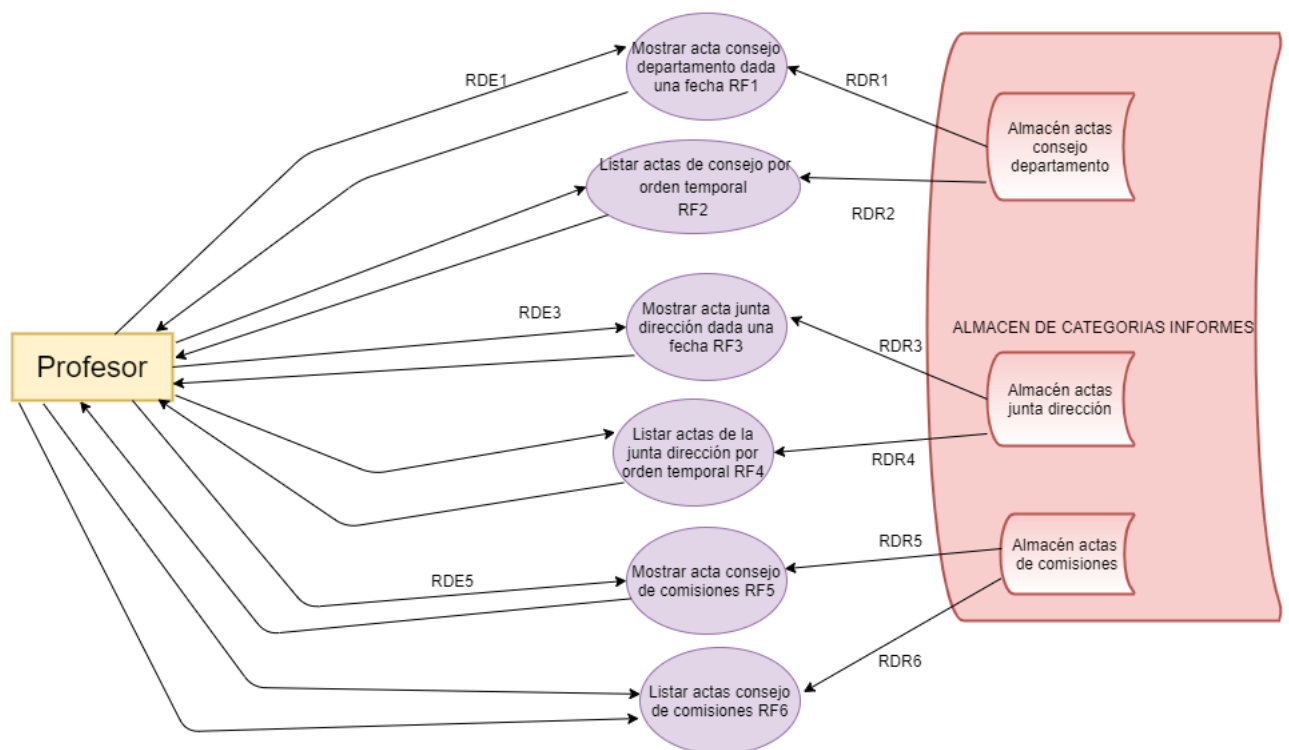 Mostrar acta consejo
departamento dada
una fecha RF1
RDE1
RDR1
Almacén actas
consejo
departamento
Listar actas de consejo por
orden temporal
RF2
RDR2
Mostrar acta junta
dirección dada una
fecha RF3
RDE3
ALMACEN DE CATEGORIAS INFORMES
RDR3
Profesor
Almacén actas
junta dirección
Listar actas de la
junta dirección por
orden temporal RF4
RDR4
RDR5
Almacén actas
de comisiones
Mostrar acta consejo
de comisiones RF5
RDE5
RDR6
Listar actas consejo
de comisiones RF6